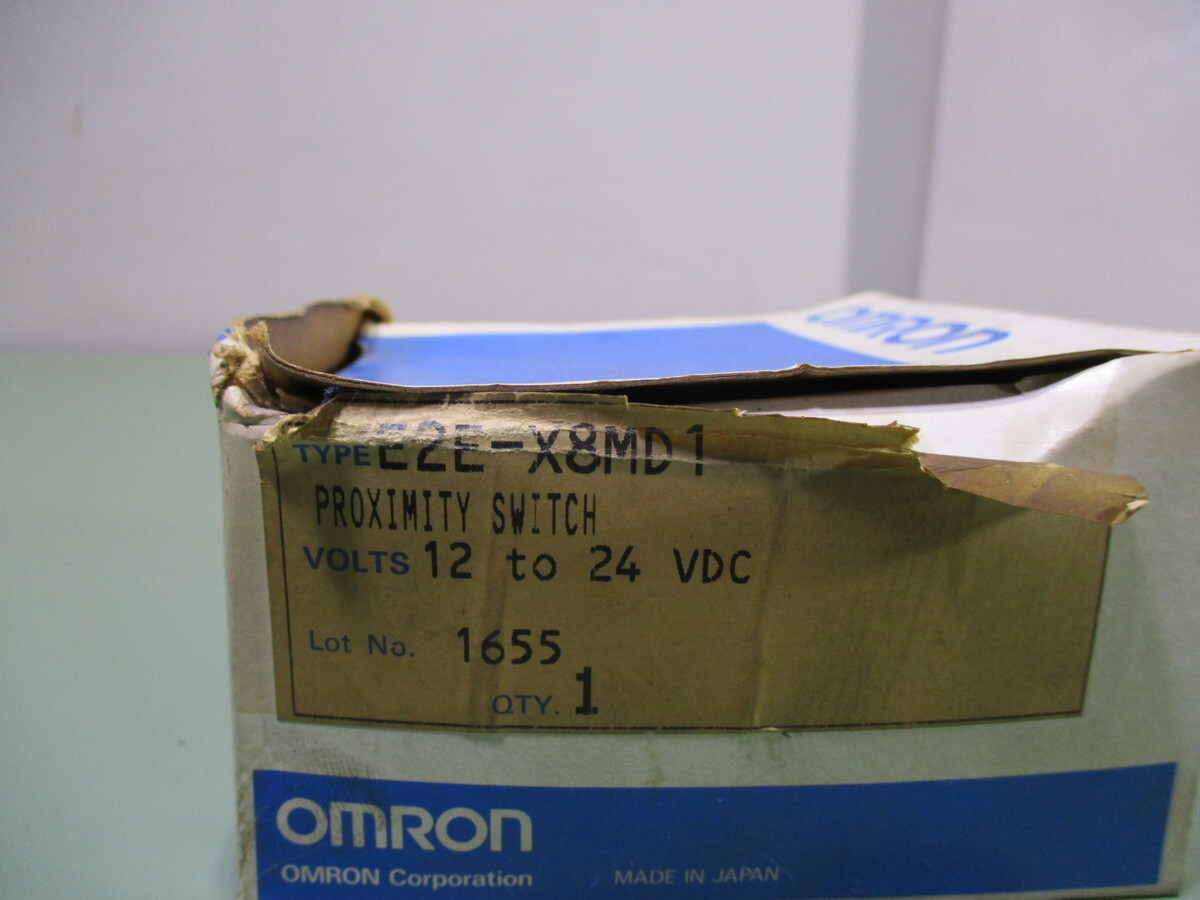 OMRON
TYPE E2E-X8MD1
PROXIMITY SWITCH
VOLTS 12 to 24 VDC
Lot No. 1655
QTY. 1
OMRON
OMRON Corporation MADE IN JAPAN